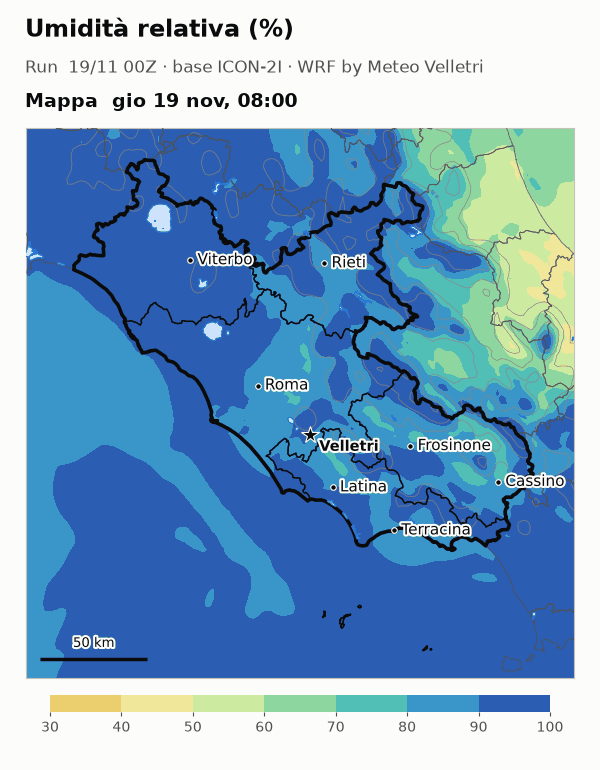 Umidità relativa (%)
Run  19/11 00Z · base ICON-2I · WRF by Meteo Velletri
Mappa  gio 19 nov, 08:00
Viterbo
Rieti
Roma
Velletri
Frosinone
Cassino
Latina
Terracina
50 km
30 40 50 60 70 80 90 100